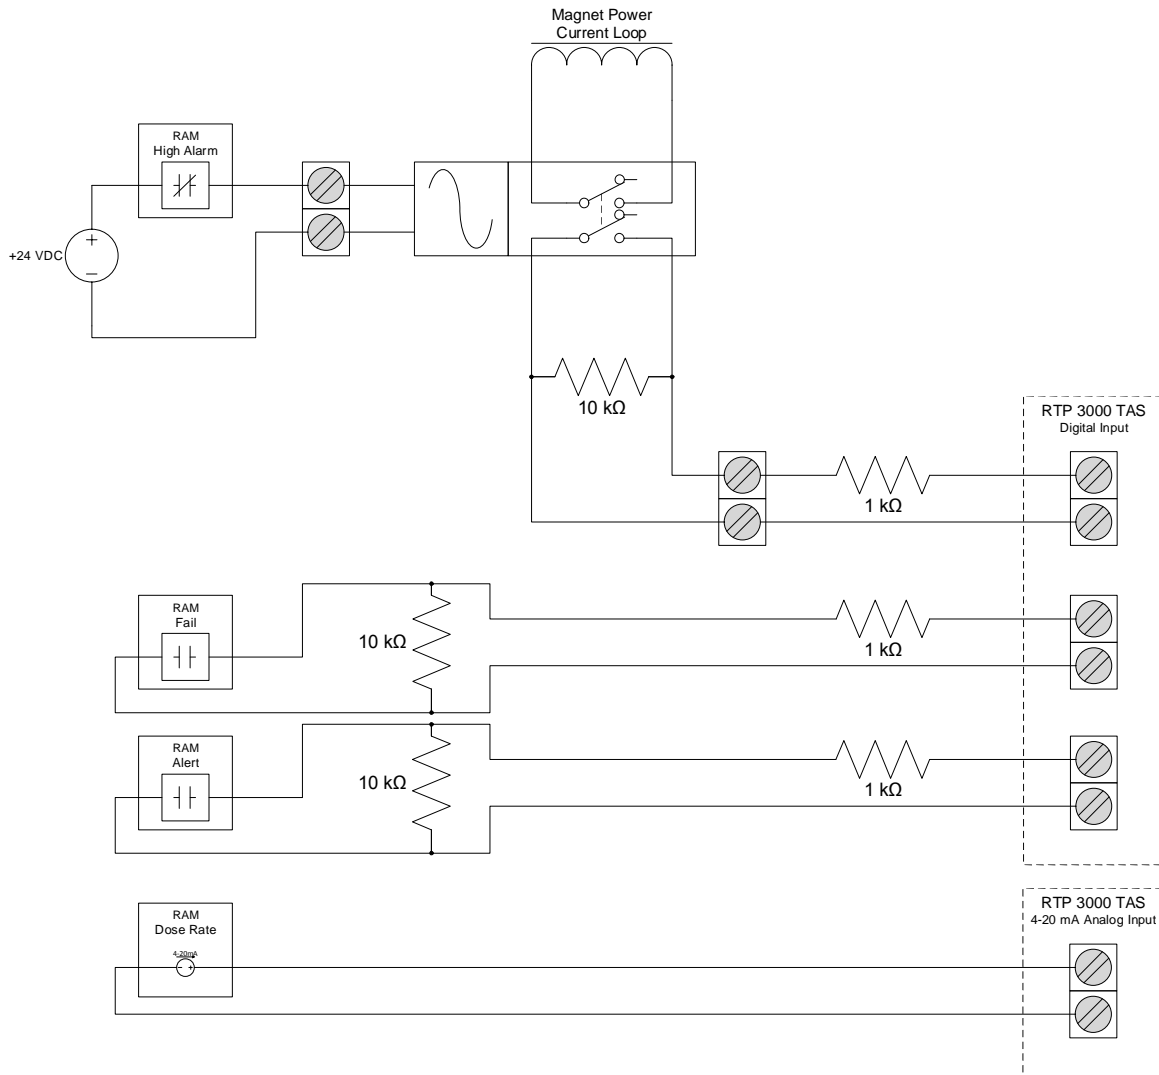 Magnet Power
Current Loop
RAM
High Alarm
+
+24 VDC
−
10 kΩ
RTP 3000 TAS
Digital Input
1 kΩ
RAM
Fail
10 kΩ
1 kΩ
RAM
Alert
10 kΩ
1 kΩ
RAM
Dose Rate
4-20mA
- +
RTP 3000 TAS
4-20 mA Analog Input